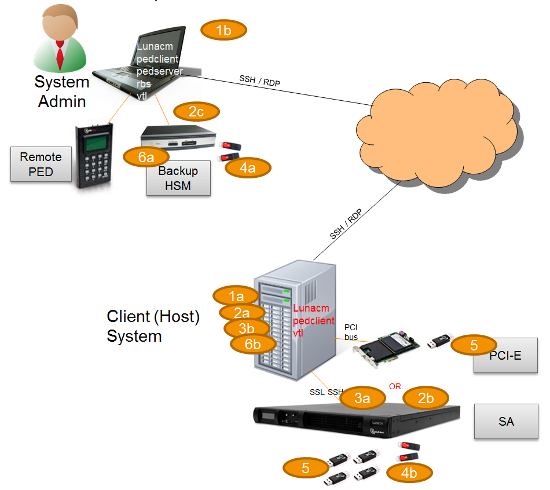 1b
Lunacm
pedclient
pedserver
rbs
vtl
System
Admin
SSH / RDP
2c
Remote
PED
6a
Backup
HSM
4a
SSH / RDP
Client (Host)
System
1a
2a
3b
6b
Lunacm
pedclient
vtl
PCI
bus
5
PCI-E
SSL SSH
3a
OR
2b
SA
5
4b